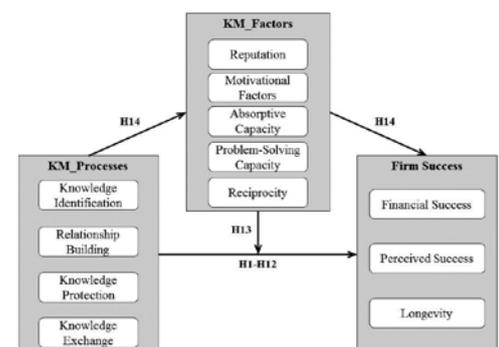 KM_Factors
Reputation
Motivational
Factors
Absorptive
Capacity
Problem-Solving
Capacity
Reciprocity
H14
H14
KM_Processes
Knowledge
Identification
Relationship
Building
Knowledge
Protection
Knowledge
Exchange
H13
H1-H12
Firm Success
Financial Success
Perceived Success
Longevity